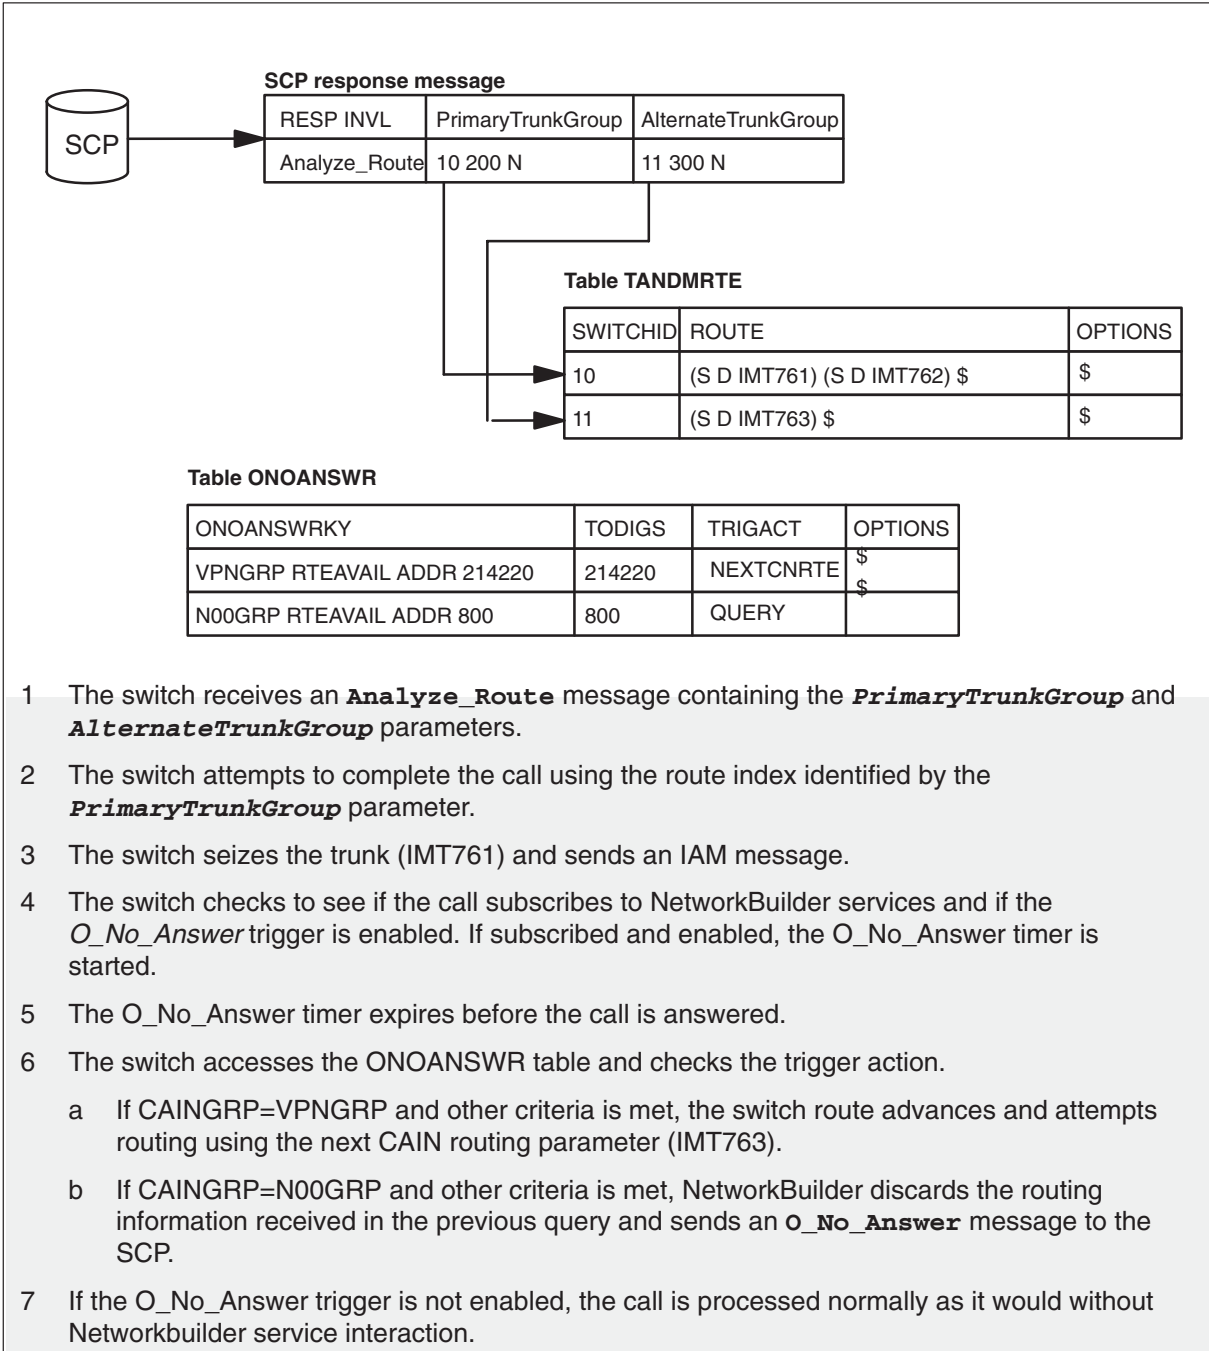 SCP response message
SCP
RESP INVL PrimaryTrunkGroup AlternateTrunkGroup
Analyze_Route 10 200 N 11 300 N
Table TANDMRTE
SWITCHID ROUTE OPTIONS
10 (S D IMT761) (S D IMT762) $ $
11 (S D IMT763) $ $
Table ONOANSWR
ONOANSWRKY TODIGS TRIGACT OPTIONS
VPNGRP RTEAVAIL ADDR 214220 214220 NEXTCNRTE $
$
N00GRP RTEAVAIL ADDR 800 800 QUERY
1 The switch receives an Analyze_Route message containing the PrimaryTrunkGroup and
AlternateTrunkGroup parameters.
2 The switch attempts to complete the call using the route index identified by the
PrimaryTrunkGroup parameter.
3 The switch seizes the trunk (IMT761) and sends an IAM message.
4 The switch checks to see if the call subscribes to NetworkBuilder services and if the
O_No_Answer trigger is enabled. If subscribed and enabled, the O_No_Answer timer is
started.
5 The O_No_Answer timer expires before the call is answered.
6 The switch accesses the ONOANSWR table and checks the trigger action.
a If CAINGRP=VPNGRP and other criteria is met, the switch route advances and attempts
routing using the next CAIN routing parameter (IMT763).
b If CAINGRP=N00GRP and other criteria is met, NetworkBuilder discards the routing
information received in the previous query and sends an O_No_Answer message to the
SCP.
7 If the O_No_Answer trigger is not enabled, the call is processed normally as it would without
Networkbuilder service interaction.